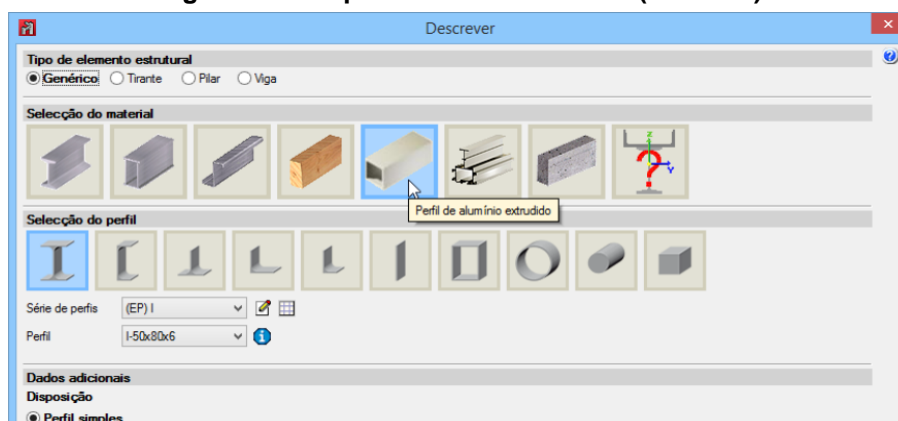 Descrever
Tipo de elemento estrutural
Genérico Tirante Pilar Viga
Selecção do material
Perfil de alumínio extrudido
Selecção do perfil
Série de perfis (EP) I
Perfil I-50x80x6
Dados adicionais
Disposição
Perfil simples